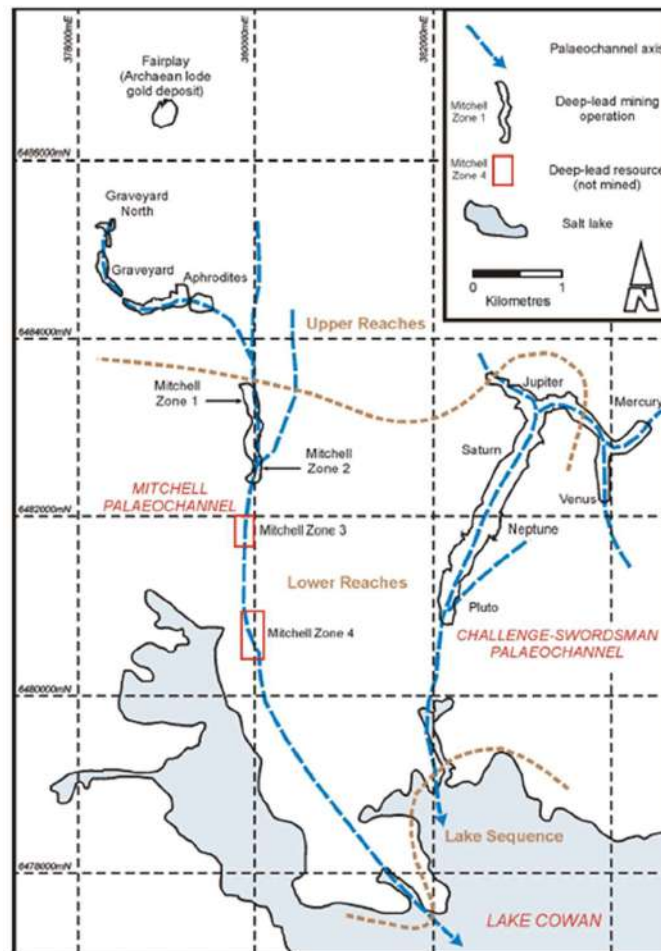 378000mE
380000mE
382000mE
Fairplay
(Archaean lode
gold deposit)
Palaeochannel axis
Mitchell
Zone 1
Deep-lead mining
operation
Mitchell
Zone 4
Deep-lead resource
(not mined)
Salt lake
0
1
Kilometres
N
Graveyard
North
Graveyard
Aphrodites
6484000mN
Upper Reaches
Mitchell
Zone 1
Jupiter
Mercury
Saturn
Mitchell
Zone 2
MITCHELL
PALAEOCHANNEL
Venus
6482000mN
Mitchell Zone 3
Neptune
Lower Reaches
Pluto
Mitchell Zone 4
CHALLENGE-SWORDSMAN
PALAEOCHANNEL
6480000mN
Lake Sequence
6478000mN
LAKE COWAN